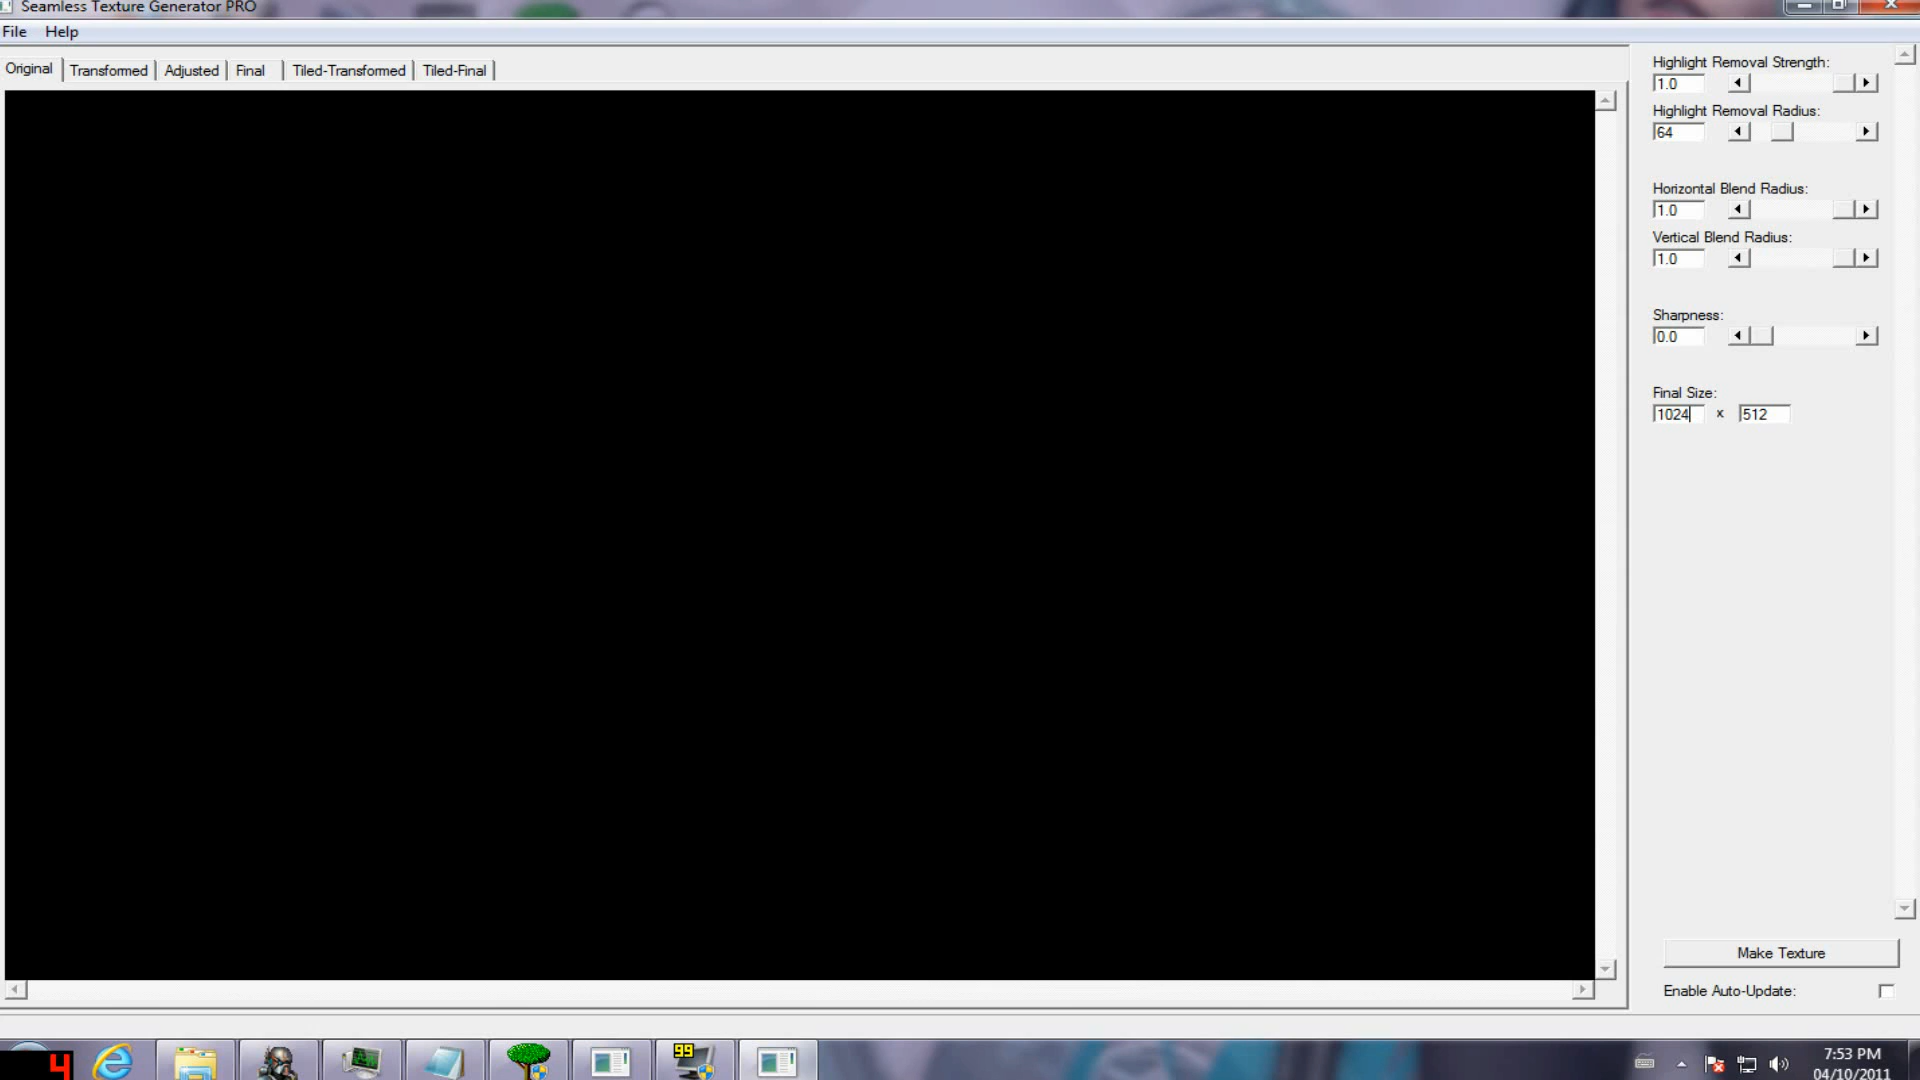 Seamless Texture Generator PRO
File Help
Original Transformed Adjusted Final Tiled-Transformed Tiled-Final
Highlight Removal Strength:
1.0
Highlight Removal Radius:
64
Horizontal Blend Radius:
1.0
Vertical Blend Radius:
1.0
Sharpness:
0.0
Final Size:
1024 x 512
Make Texture
Enable Auto-Update:
4
99
7:53 PM
04/10/2011